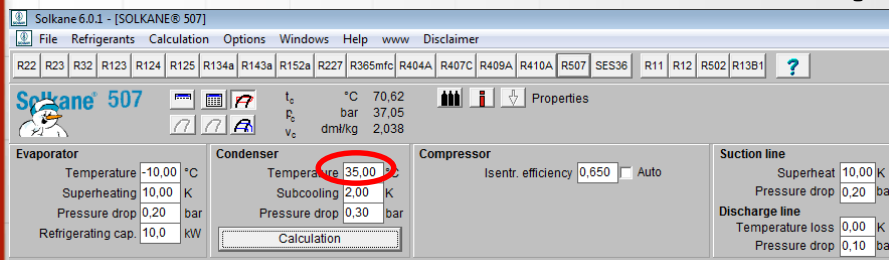 Solkane 6.0.1 - [SOLKANE® 507]
File Refrigerants Calculation Options Windows Help www Disclaimer
R22 R23 R32 R123 R124 R125 R134a R143a R152a R227 R365mfc R404A R407C R409A R410A R507 SES36 R11 R12 R502 R13B1 ?
Solkane® 507 tc °C 70,62 Properties
pc bar 37,05
vc dmł/kg 2,038
Evaporator Condenser Compressor Suction line
Temperature -10,00 °C Temperature 35,00 °C Isentr. efficiency 0,650 Auto Superheat 10,00 K
Superheating 10,00 K Subcooling 2,00 K Pressure drop 0,20 ba
Pressure drop 0,20 bar Pressure drop 0,30 bar Discharge line
Refrigerating cap. 10,0 kW Calculation Temperature loss 0,00 K
Pressure drop 0,10 ba